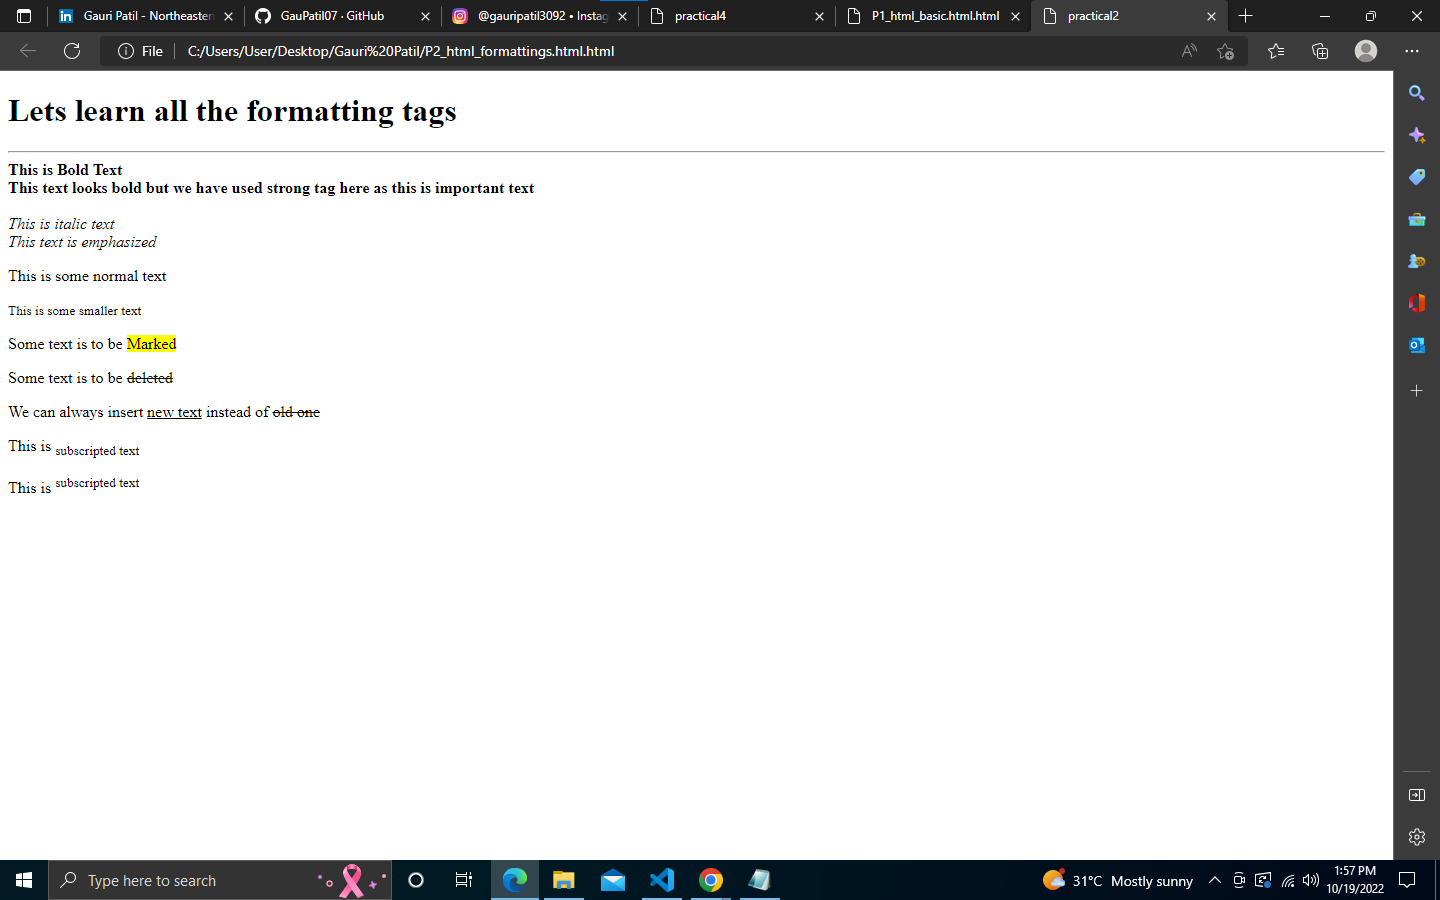 Gauri Patil - Northeastern
GauPatil07 · GitHub
@gauripatil3092 • Instag
practical4
P1_html_basic.html.html
practical2
File
C:/Users/User/Desktop/Gauri%20Patil/P2_html_formattings.html.html
Lets learn all the formatting tags
This is Bold Text
This text looks bold but we have used strong tag here as this is important text
This is italic text
This text is emphasized
This is some normal text
This is some smaller text
Some text is to be Marked
Some text is to be deleted
We can always insert new text instead of old one
This is subscripted text
This is subscripted text
Type here to search
31°C Mostly sunny
1:57 PM
10/19/2022